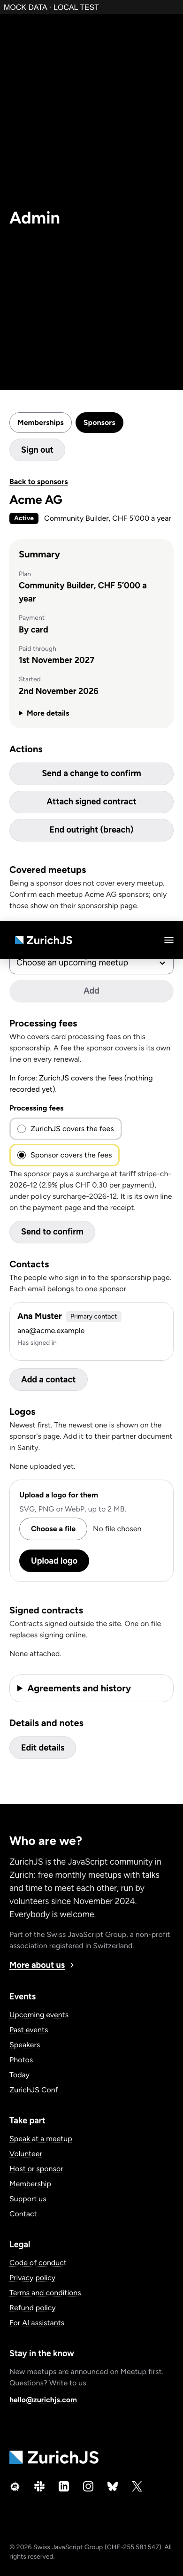 MOCK DATA · LOCAL TEST
Admin
Memberships
Sponsors
Sign out
Back to sponsors
Acme AG
Active
Community Builder, CHF 5'000 a year
Summary
Plan
Community Builder, CHF 5'000 a
year
Payment
By card
Paid through
1st November 2027
Started
2nd November 2026
More details
Actions
Send a change to confirm
Attach signed contract
End outright (breach)
Covered meetups
Being a sponsor does not cover every meetup.
Confirm each meetup Acme AG sponsors; only
those show on their sponsorship page.
ZurichJS
Choose an upcoming meetup
Add
Processing fees
Who covers card processing fees on this
sponsorship. A fee the sponsor covers is its own
line on every renewal.
In force: ZurichJS covers the fees (nothing
recorded yet).
Processing fees
ZurichJS covers the fees
Sponsor covers the fees
The sponsor pays a surcharge at tariff stripe-ch-
2026-12 (2.9% plus CHF 0.30 per payment),
under policy surcharge-2026-12. It is its own line
on the payment page and the receipt.
Send to confirm
Contacts
The people who sign in to the sponsorship page.
Each email belongs to one sponsor.
Ana Muster
Primary contact
ana@acme.example
Has signed in
Add a contact
Logos
Newest first. The newest one is shown on the
sponsor's page. Add it to their partner document
in Sanity.
None uploaded yet.
Upload a logo for them
SVG, PNG or WebP, up to 2 MB.
Choose a file
No file chosen
Upload logo
Signed contracts
Contracts signed outside the site. One on file
replaces signing online.
None attached.
Agreements and history
Details and notes
Edit details
Who are we?
ZurichJS is the JavaScript community in
Zurich: free monthly meetups with talks
and time to meet each other, run by
volunteers since November 2024.
Everybody is welcome.
Part of the Swiss JavaScript Group, a non-profit
association registered in Switzerland.
More about us
Events
Upcoming events
Past events
Speakers
Photos
Today
ZurichJS Conf
Take part
Speak at a meetup
Volunteer
Host or sponsor
Membership
Support us
Contact
Legal
Code of conduct
Privacy policy
Terms and conditions
Refund policy
For AI assistants
Stay in the know
New meetups are announced on Meetup first.
Questions? Write to us.
hello@zurichjs.com
ZurichJS
© 2026 Swiss JavaScript Group (CHE-255.581.547). All
rights reserved.